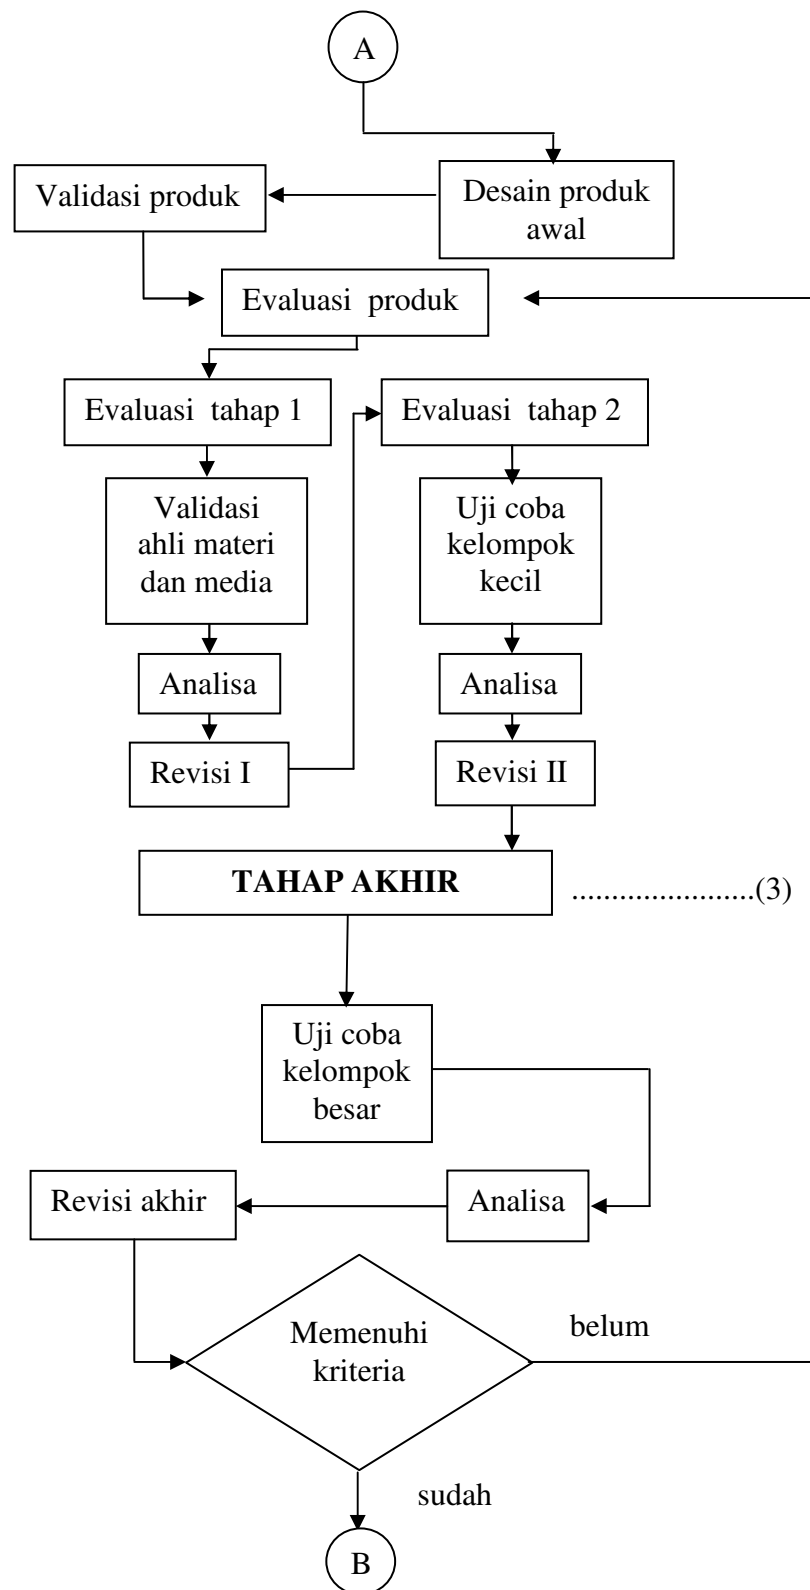 A
Desain produk
awal
Validasi produk
Evaluasi produk
Evaluasi tahap 1
Validasi
ahli materi
dan media
Analisa
Revisi I
Evaluasi tahap 2
Uji coba
kelompok
kecil
Analisa
Revisi II
TAHAP AKHIR
.......................(3)
Uji coba
kelompok
besar
Analisa
Revisi akhir
Memenuhi
kriteria
belum
sudah
B